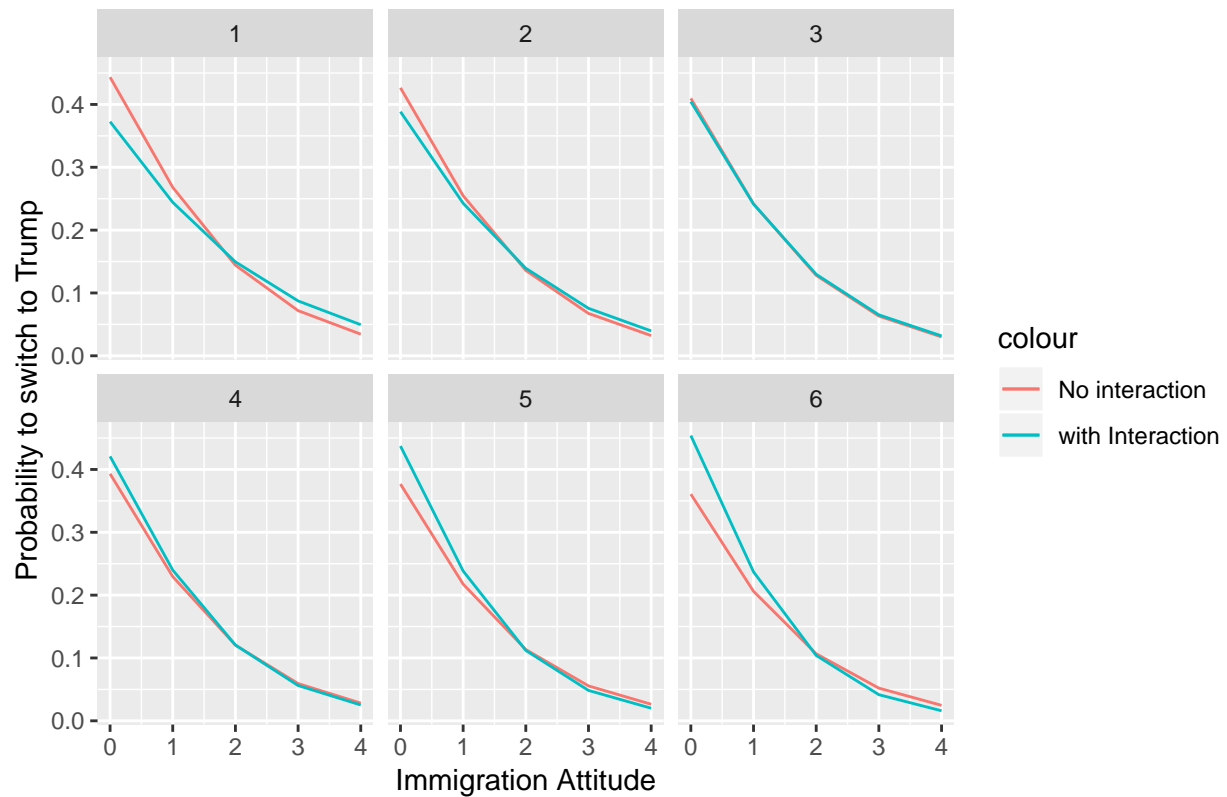 1 2 3
0.4
0.3
0.2
0.1
0.0
4 5 6
0.4
0.3
0.2
0.1
0.0
0 1 2 3 4 0 1 2 3 4 0 1 2 3 4
Immigration Attitude
Probability to switch to Trump
colour
No interaction
with Interaction